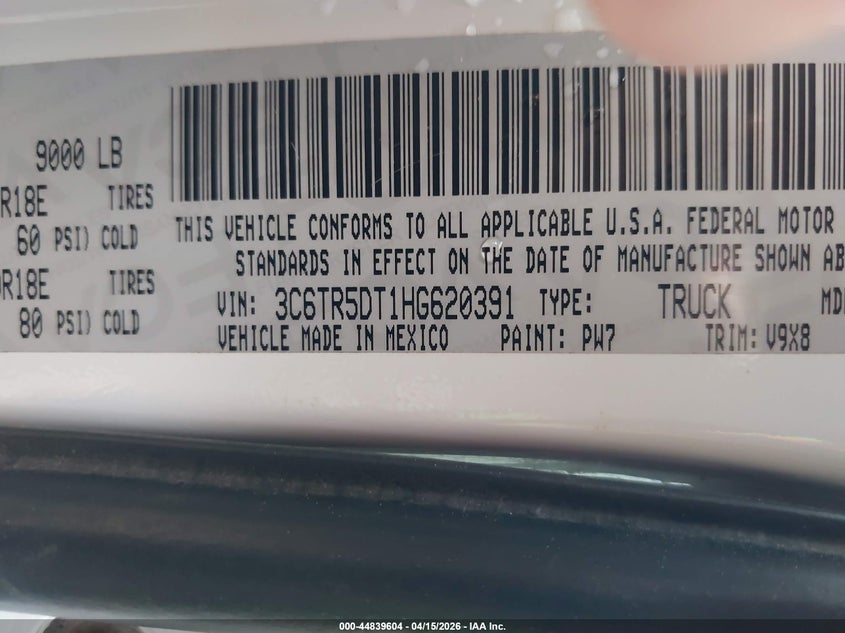 9000 LB
R18E TIRES
60 PSI) COLD
R18E TIRES
80 PSI) COLD
THIS VEHICLE CONFORMS TO ALL APPLICABLE U.S.A. FEDERAL MOTOR
STANDARDS IN EFFECT ON THE DATE OF MANUFACTURE SHOWN AB
VIN: 3C6TR5DT1HG620391 TYPE: TRUCK MD
VEHICLE MADE IN MEXICO PAINT: PW7 TRIM: V9X8
000-44839604 - 04/15/2026 - IAA Inc.